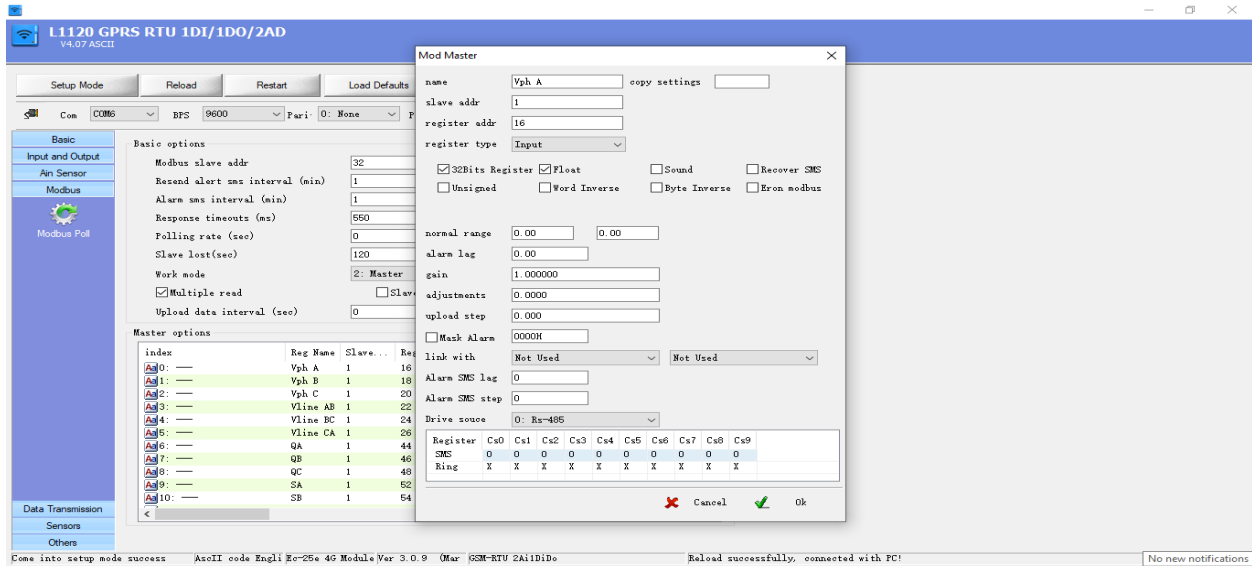 L1120 GPRS RTU 1DI/1DO/2AD
V4.07 ASCII
Setup Mode Reload Restart Load Defaults
Com COM6 BPS 9600 Pari 0: None P
Basic
Input and Output
Ain Sensor
Modbus
Modbus Poll
Data Transmission
Sensors
Others
Basic options
Modbus slave addr 32
Resend alert sms interval (min) 1
Alarm sms interval (min) 1
Response timeouts (ms) 550
Polling rate (sec) 0
Slave lost(sec) 120
Work mode 2: Master
Multiple read Slav
Upload data interval (sec) 0
Master options
index Reg Name Slave... Reg
0: Vph A 1 16
1: Vph B 1 18
2: Vph C 1 20
3: Vline AB 1 22
4: Vline BC 1 24
5: Vline CA 1 26
6: QA 1 44
7: QB 1 46
8: QC 1 48
9: SA 1 52
10: SB 1 54
Mod Master
name Vph A copy settings
slave addr 1
register addr 16
register type Input
32Bits Register Float Sound Recover SMS
Unsigned Word Inverse Byte Inverse Eron modbus
normal range 0.00 0.00
alarm lag 0.00
gain 1.000000
adjustments 0.0000
upload step 0.000
Mask Alarm 0000H
link with Not Used Not Used
Alarm SMS lag 0
Alarm SMS step 0
Drive souce 0: Rs-485
Register Cs0 Cs1 Cs2 Cs3 Cs4 Cs5 Cs6 Cs7 Cs8 Cs9
SMS O O O O O O O O O O
Ring X X X X X X X X X X
Cancel Ok
Come into setup mode success AscII code Engli Ec-25e 4G Module Ver 3.0.9 (Mar GSM-RTU 2Ai1DiDo Reload successfully, connected with PC!
No new notifications